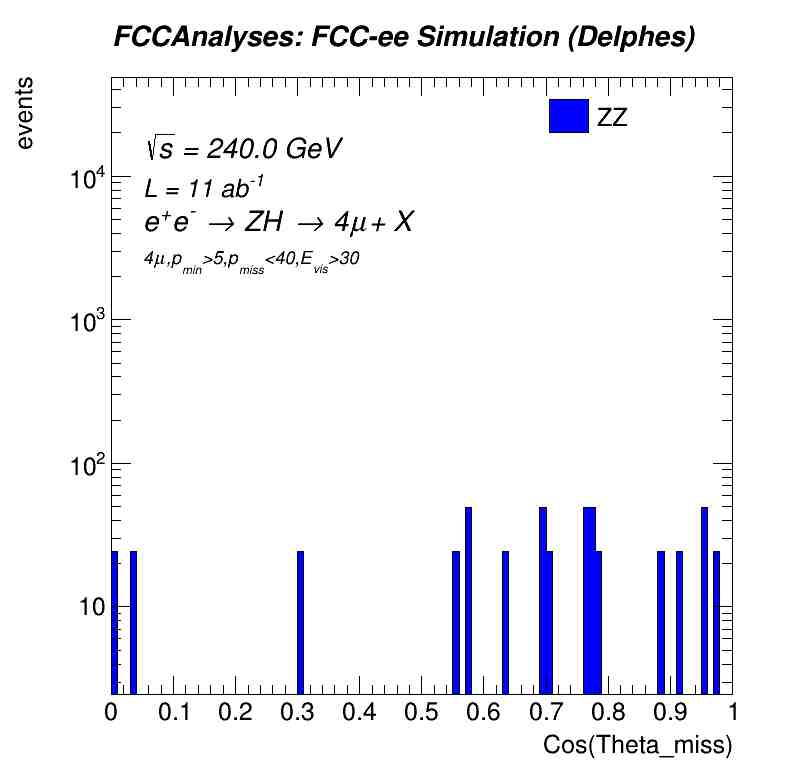 FCCAnalyses: FCC-ee Simulation (Delphes)
events
ZZ
√s = 240.0 GeV
L = 11 ab⁻¹
e⁺e⁻ → ZH → 4μ + X
4μ,p_min>5,p_miss<40,E_vis>30
10⁴
10³
10²
10
0 0.1 0.2 0.3 0.4 0.5 0.6 0.7 0.8 0.9 1
Cos(Theta_miss)